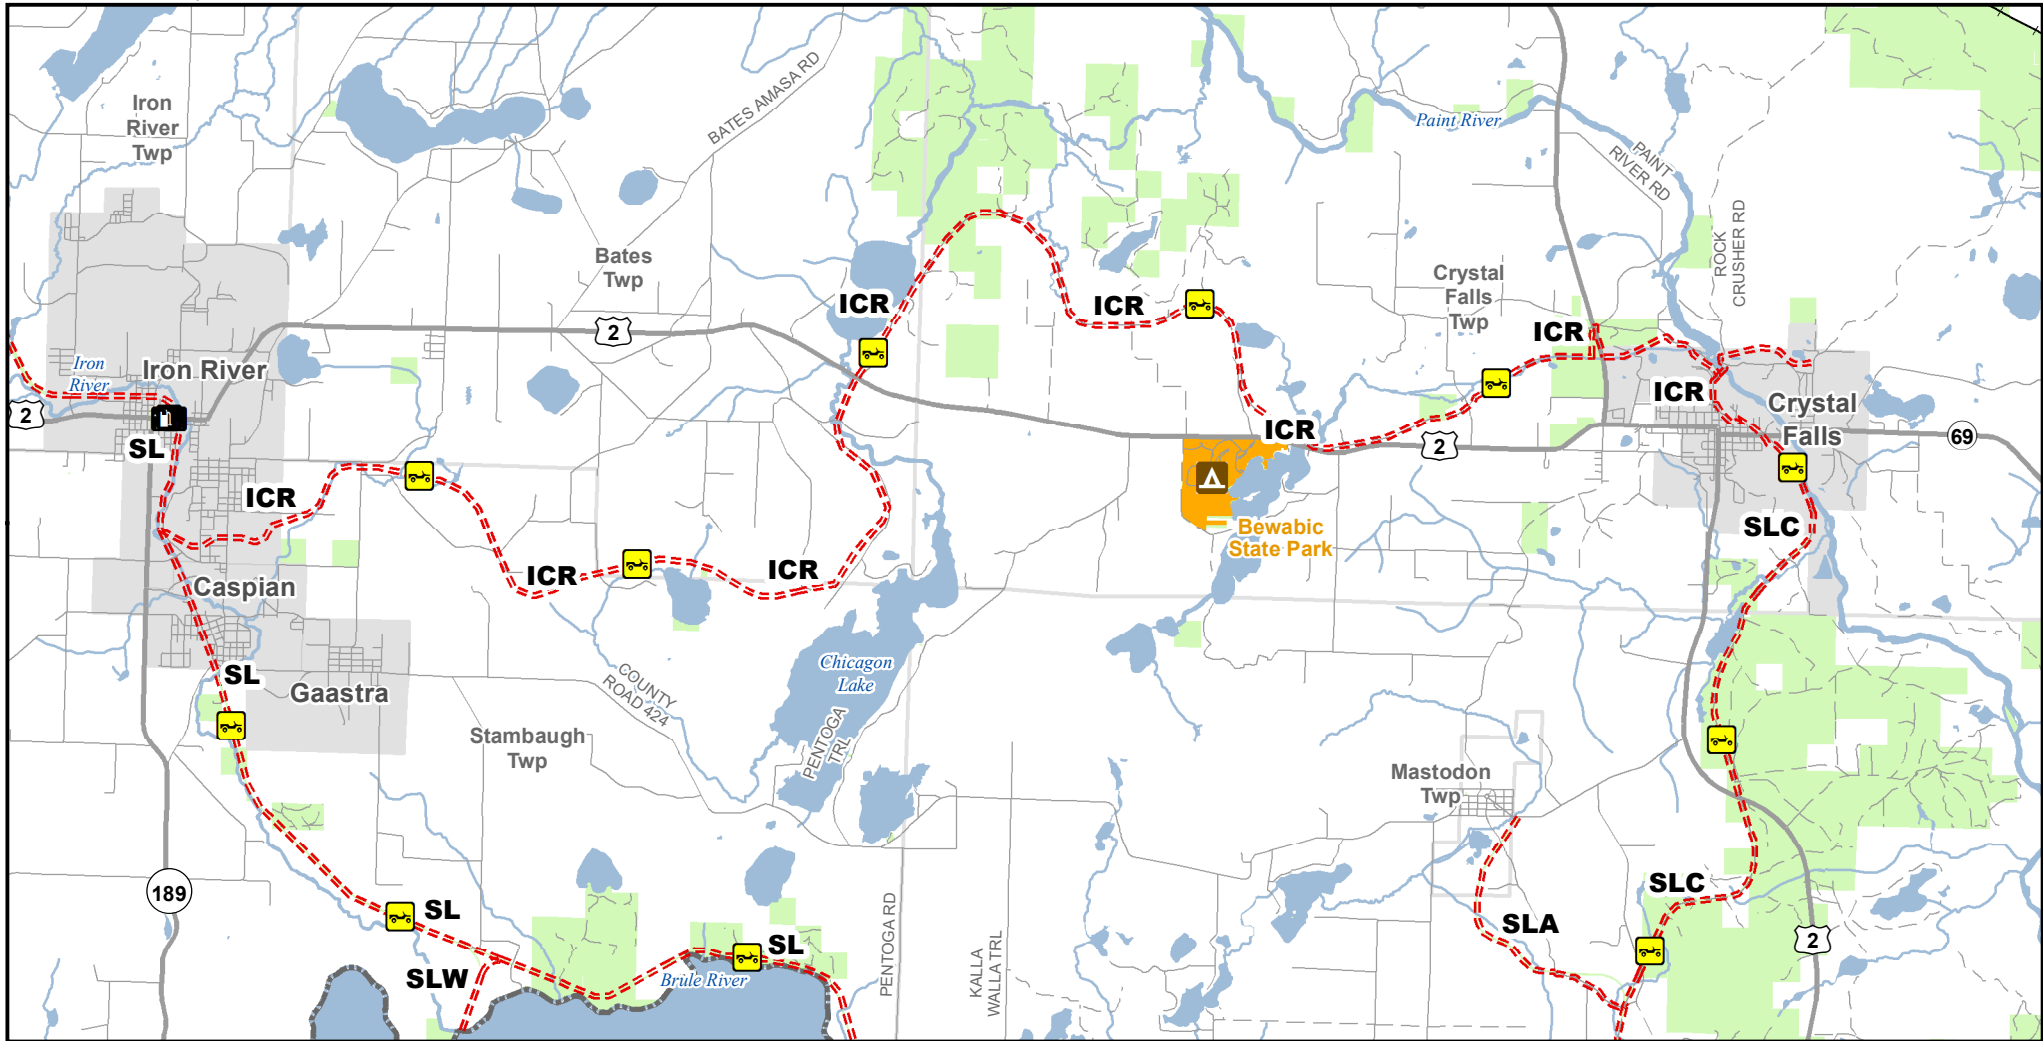 BATES AMASA RD
Iron
River
Twp
Paint River
PAINT
RIVER RD
ROCK
CRUSHER RD
Bates
Twp
Crystal
Falls
Twp
ICR
ICR
ICR
2
Iron
River
Iron River
2
SL
ICR
ICR
2
ICR
Crystal
Falls
69
ICR
Bewabic
State Park
SLC
ICR
ICR
Caspian
SL
Gaastra
COUNTY
ROAD 424
Chicagon
Lake
PENTOGA
TRL
Stambaugh
Twp
Mastodon
Twp
189
SL
SLC
SLA
SL
SLW
Brule River
PENTOGA RD
KALLA
WALLA TRL
2